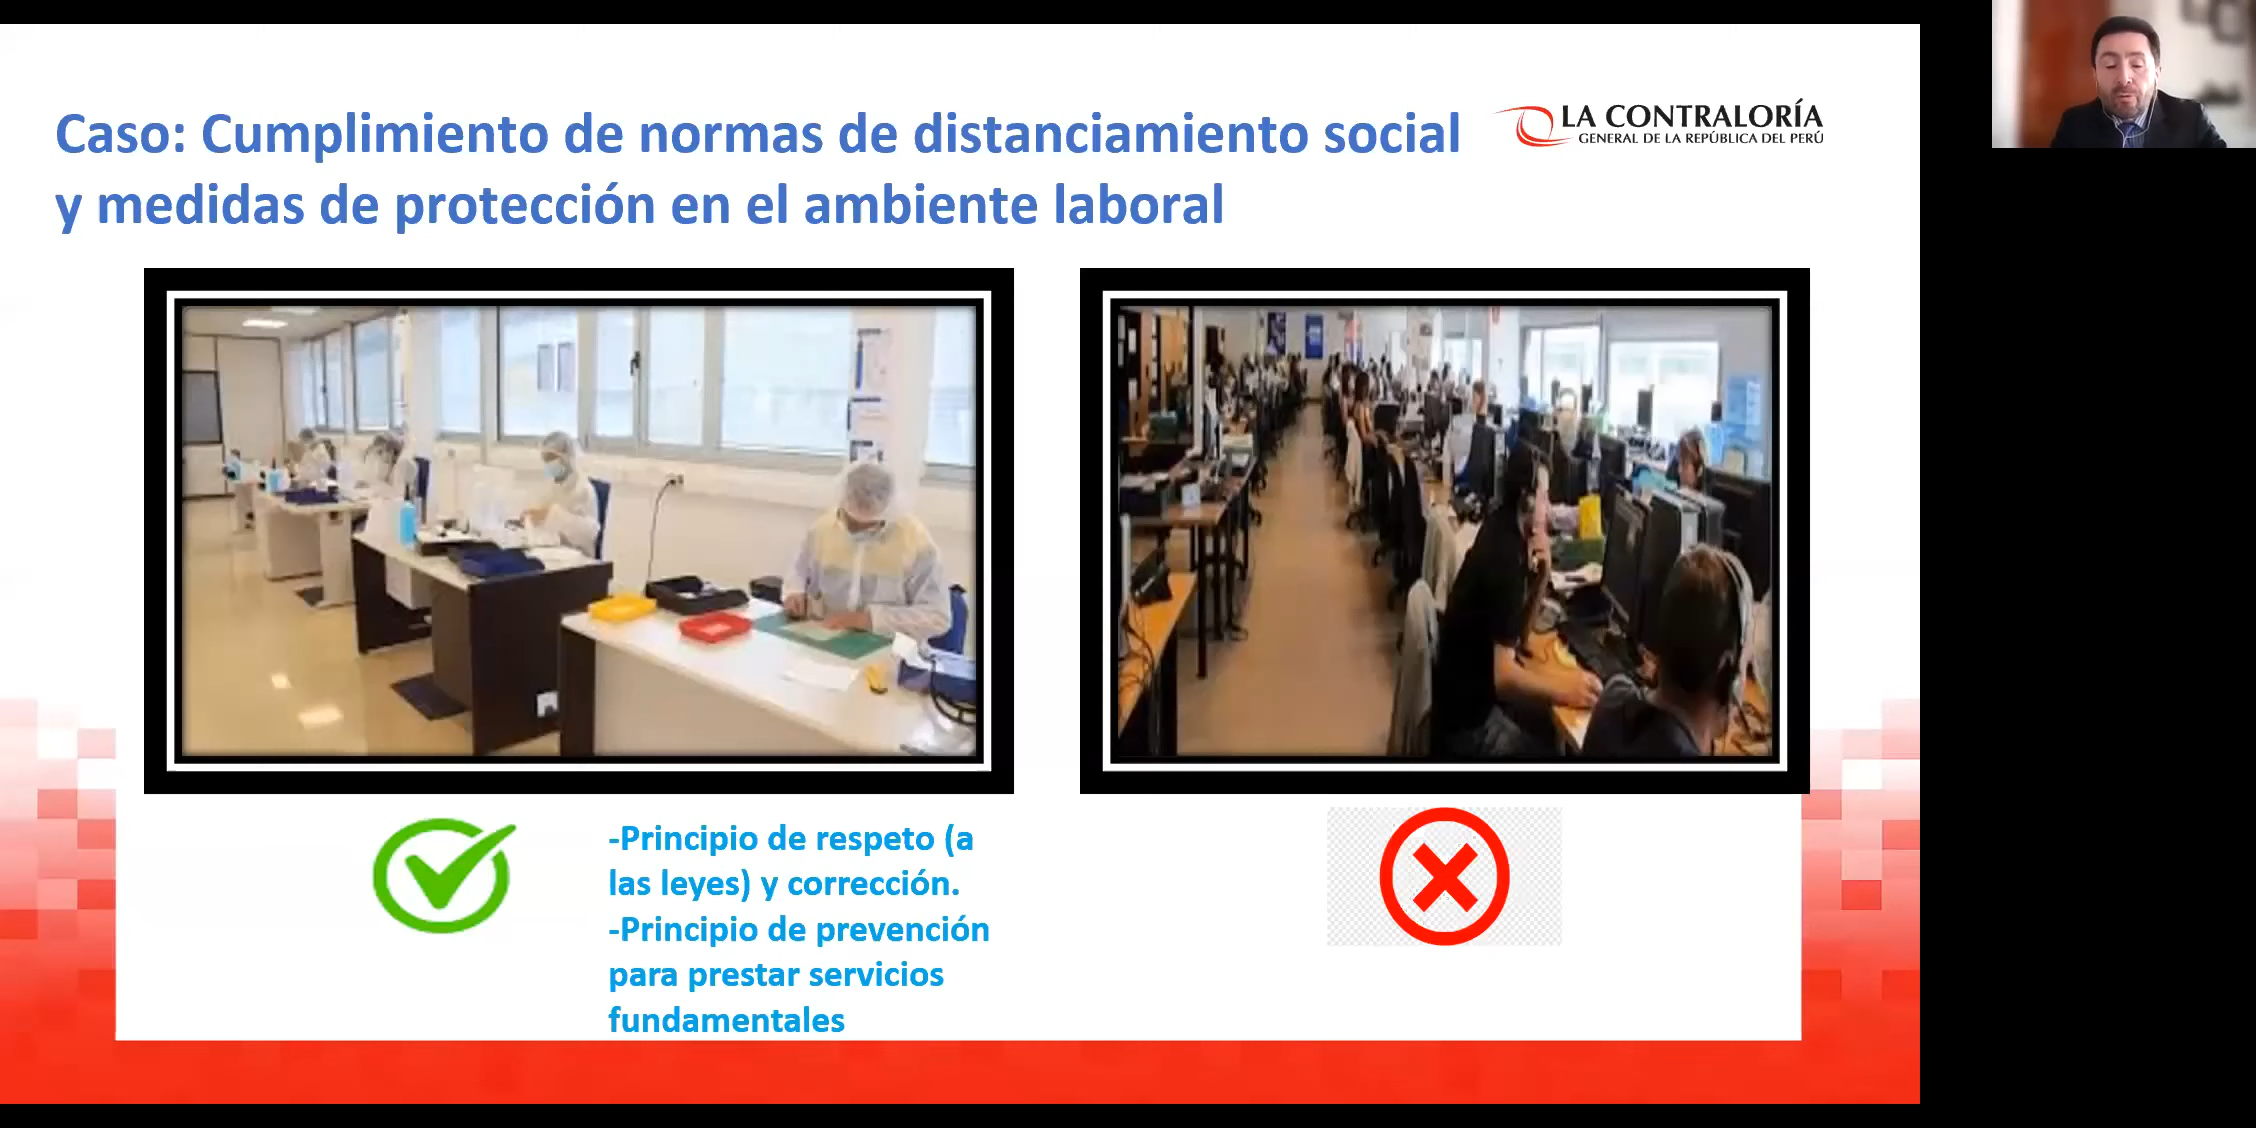 Caso: Cumplimiento de normas de distanciamiento social
y medidas de protección en el ambiente laboral
LA CONTRALORÍA
GENERAL DE LA REPÚBLICA DEL PERÚ
-Principio de respeto (a
las leyes) y corrección.
-Principio de prevención
para prestar servicios
fundamentales